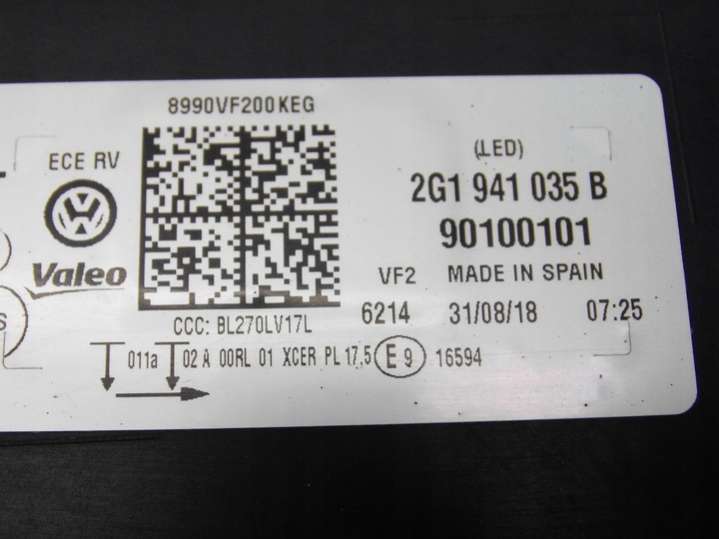 8990VF200KEG
ECE RV
(LED)
2G1 941 035 B
90100101
Valeo
VF2 MADE IN SPAIN
6214 31/08/18 07:25
CCC: BL270LV17L
011a 02 A 00RL 01 XCER PL 17,5 E 9 16594
S